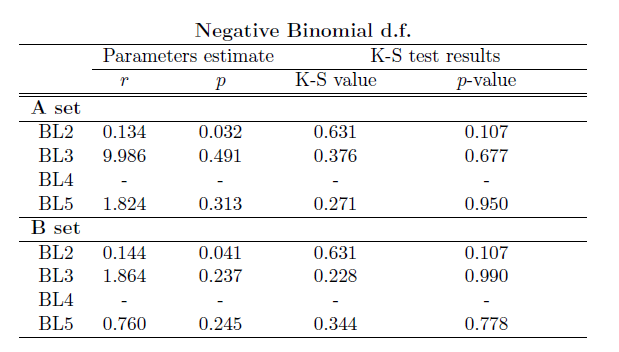 Negative Binomial d.f.
Parameters estimate K-S test results
r p K-S value p-value
A set
BL2 0.134 0.032 0.631 0.107
BL3 9.986 0.491 0.376 0.677
BL4 - - - -
BL5 1.824 0.313 0.271 0.950
B set
BL2 0.144 0.041 0.631 0.107
BL3 1.864 0.237 0.228 0.990
BL4 - - - -
BL5 0.760 0.245 0.344 0.778